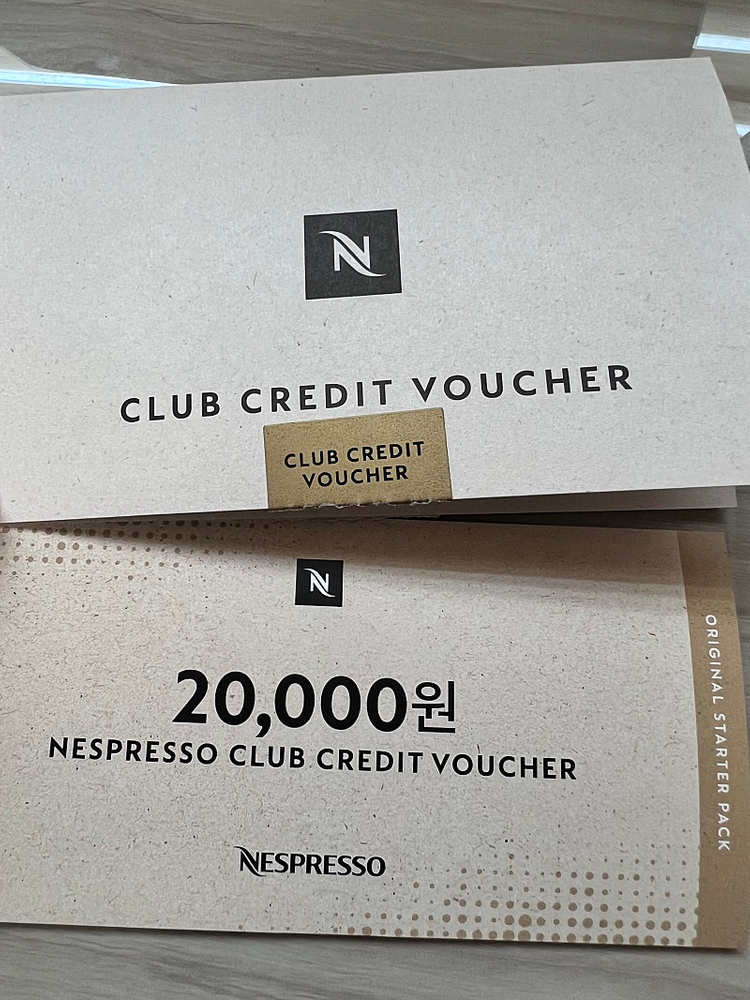 N
CLUB CREDIT VOUCHER
CLUB CREDIT
VOUCHER
N
20,000원
NESPRESSO CLUB CREDIT VOUCHER
NESPRESSO
ORIGINAL STARTER PACK